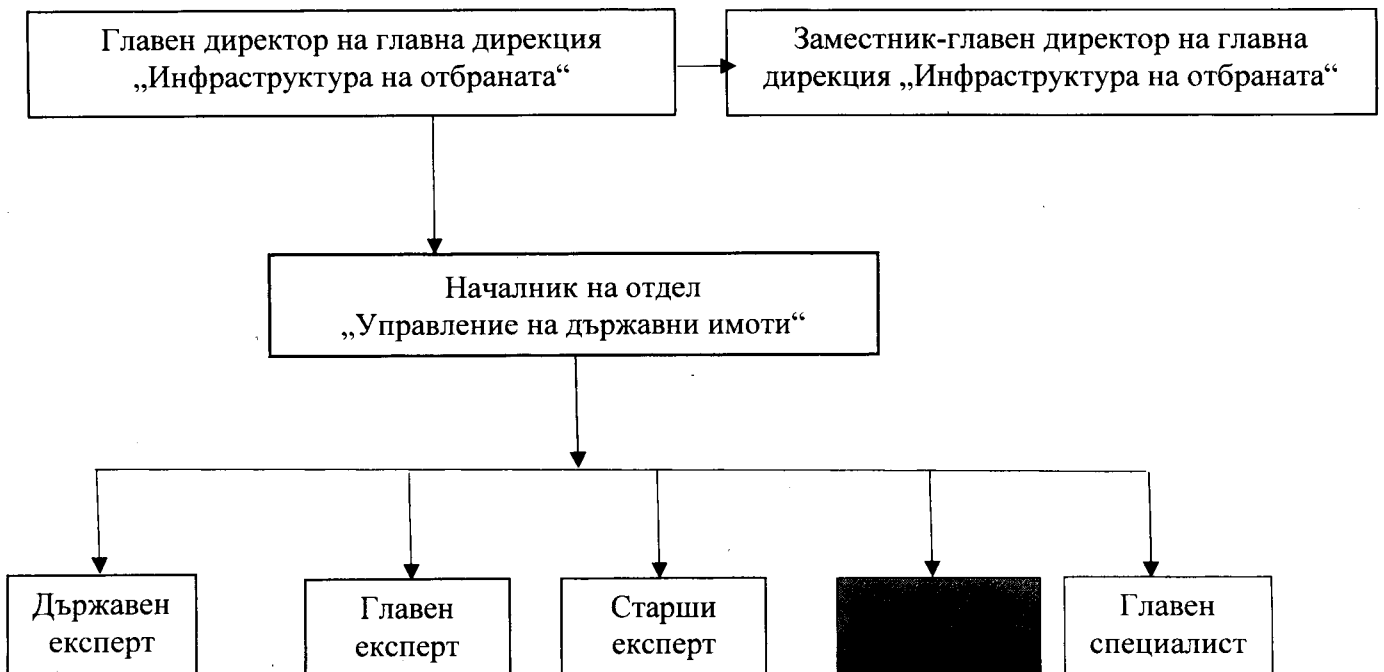 Главен директор на главна дирекция
„Инфраструктура на отбраната“
Заместник-главен директор на главна
дирекция „Инфраструктура на отбраната“
Началник на отдел
„Управление на държавни имоти“
Държавен
експерт
Главен
експерт
Старши
експерт
Главен
специалист